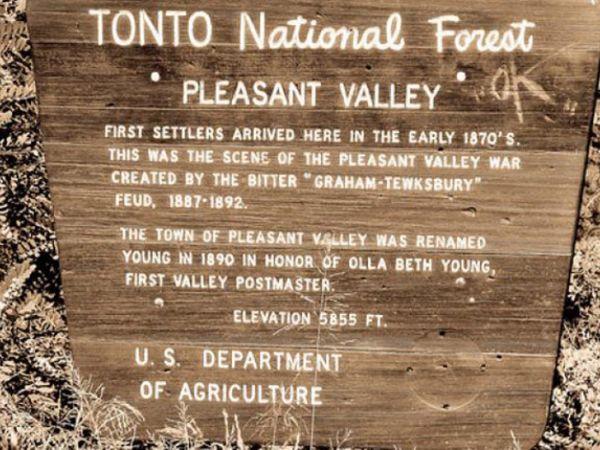 TONTO National Forest
• PLEASANT VALLEY •
OK
FIRST SETTLERS ARRIVED HERE IN THE EARLY 1870'S.
THIS WAS THE SCENE OF THE PLEASANT VALLEY WAR
CREATED BY THE BITTER "GRAHAM-TEWKSBURY"
FEUD, 1887-1892.
THE TOWN OF PLEASANT VALLEY WAS RENAMED
YOUNG IN 1890 IN HONOR OF OLLA BETH YOUNG,
FIRST VALLEY POSTMASTER.
ELEVATION 5855 FT.
U. S. DEPARTMENT
OF AGRICULTURE